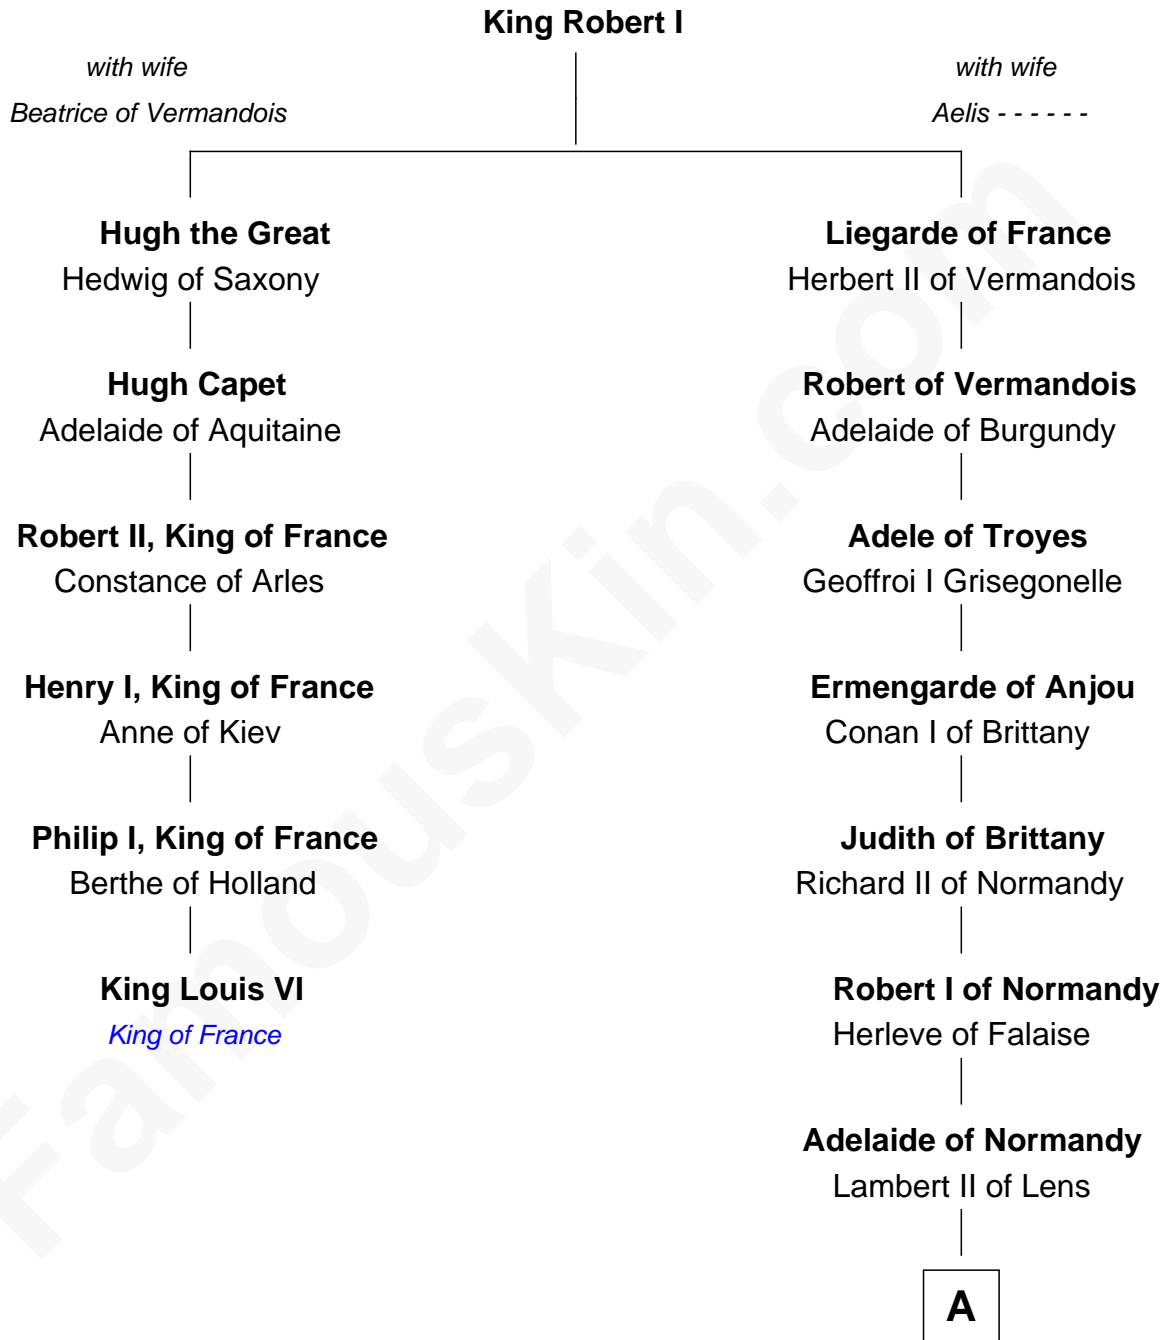 King Robert I
with wife
Beatrice of Vermandois
with wife
Aelis - - - - - -
Hugh the Great
Hedwig of Saxony
Liegarde of France
Herbert II of Vermandois
Hugh Capet
Adelaide of Aquitaine
Robert of Vermandois
Adelaide of Burgundy
Robert II, King of France
Constance of Arles
Adele of Troyes
Geoffroi I Grisegonelle
Henry I, King of France
Anne of Kiev
Ermengarde of Anjou
Conan I of Brittany
Philip I, King of France
Berthe of Holland
Judith of Brittany
Richard II of Normandy
King Louis VI
King of France
Robert I of Normandy
Herleve of Falaise
Adelaide of Normandy
Lambert II of Lens
A
FamousKin.com